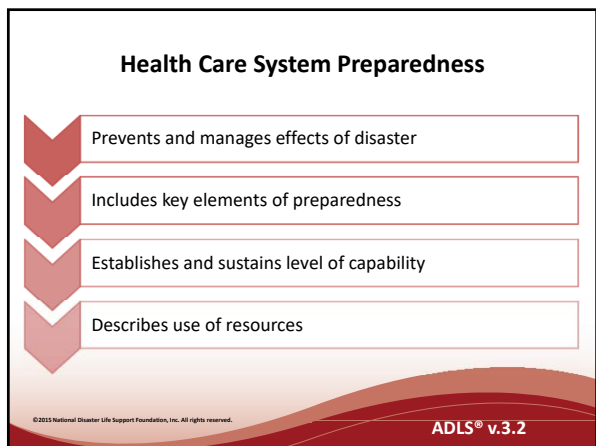 Health Care System Preparedness
Prevents and manages effects of disaster
Includes key elements of preparedness
Establishes and sustains level of capability
Describes use of resources
©2015 National Disaster Life Support Foundation, Inc. All rights reserved.
ADLS® v.3.2